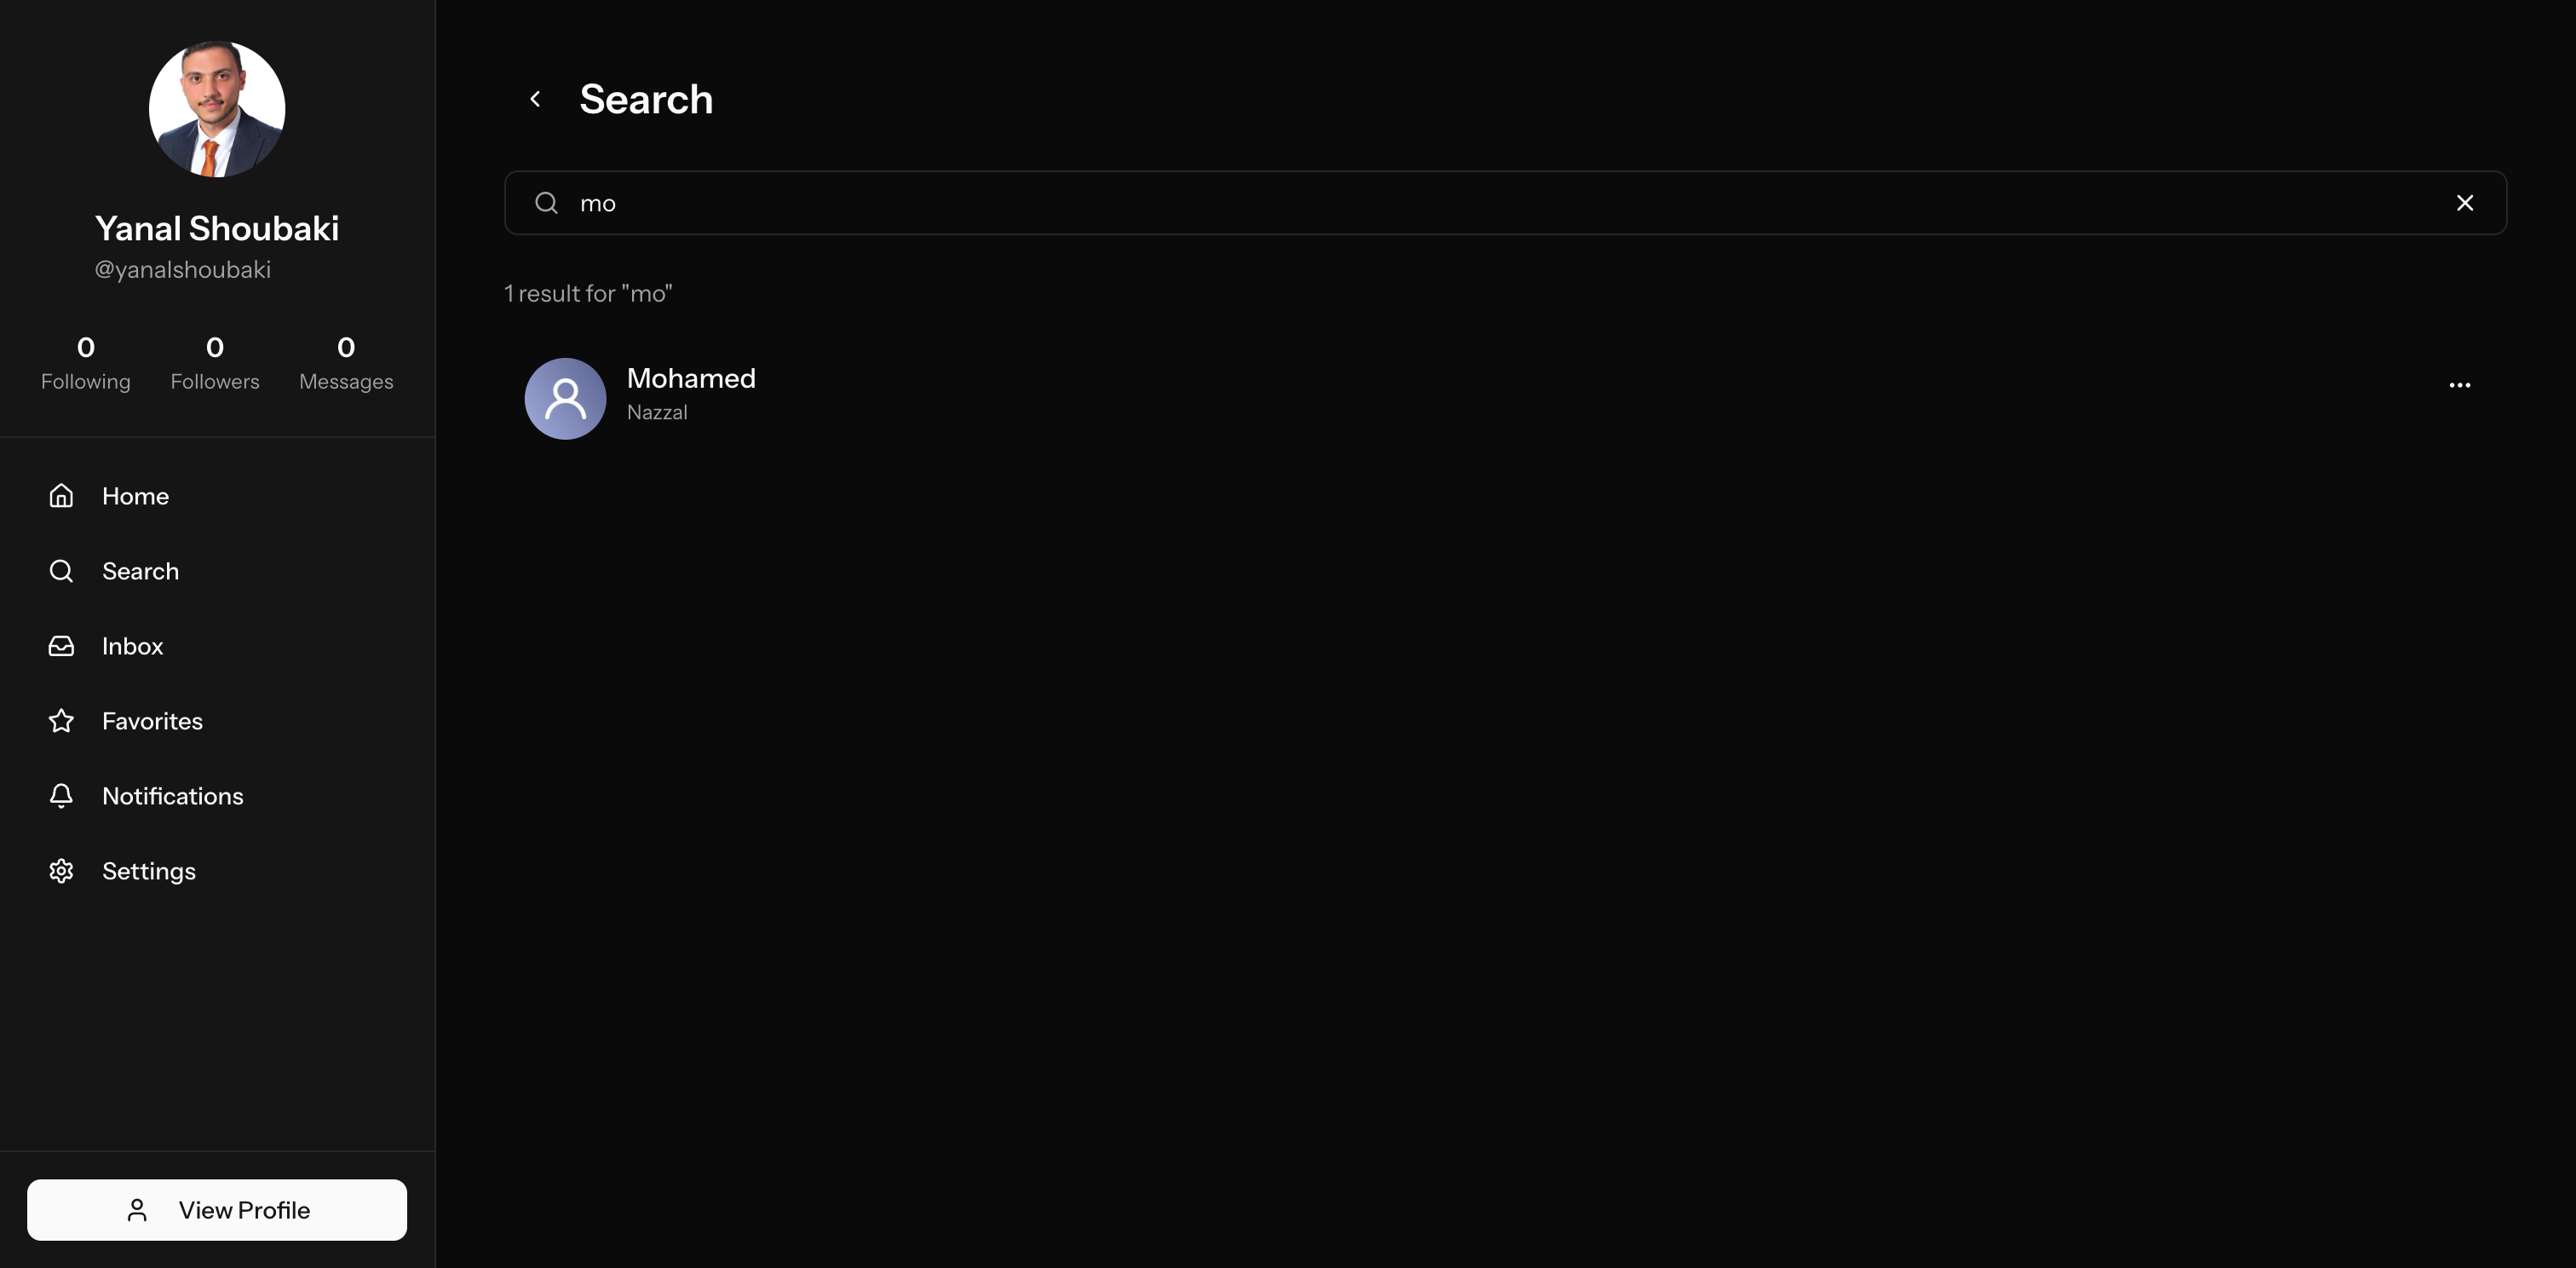 Yanal Shoubaki
@yanalshoubaki
0 0 0
Following Followers Messages
Home
Search
Inbox
Favorites
Notifications
Settings
View Profile
Search
mo
1 result for "mo"
Mohamed
Nazzal